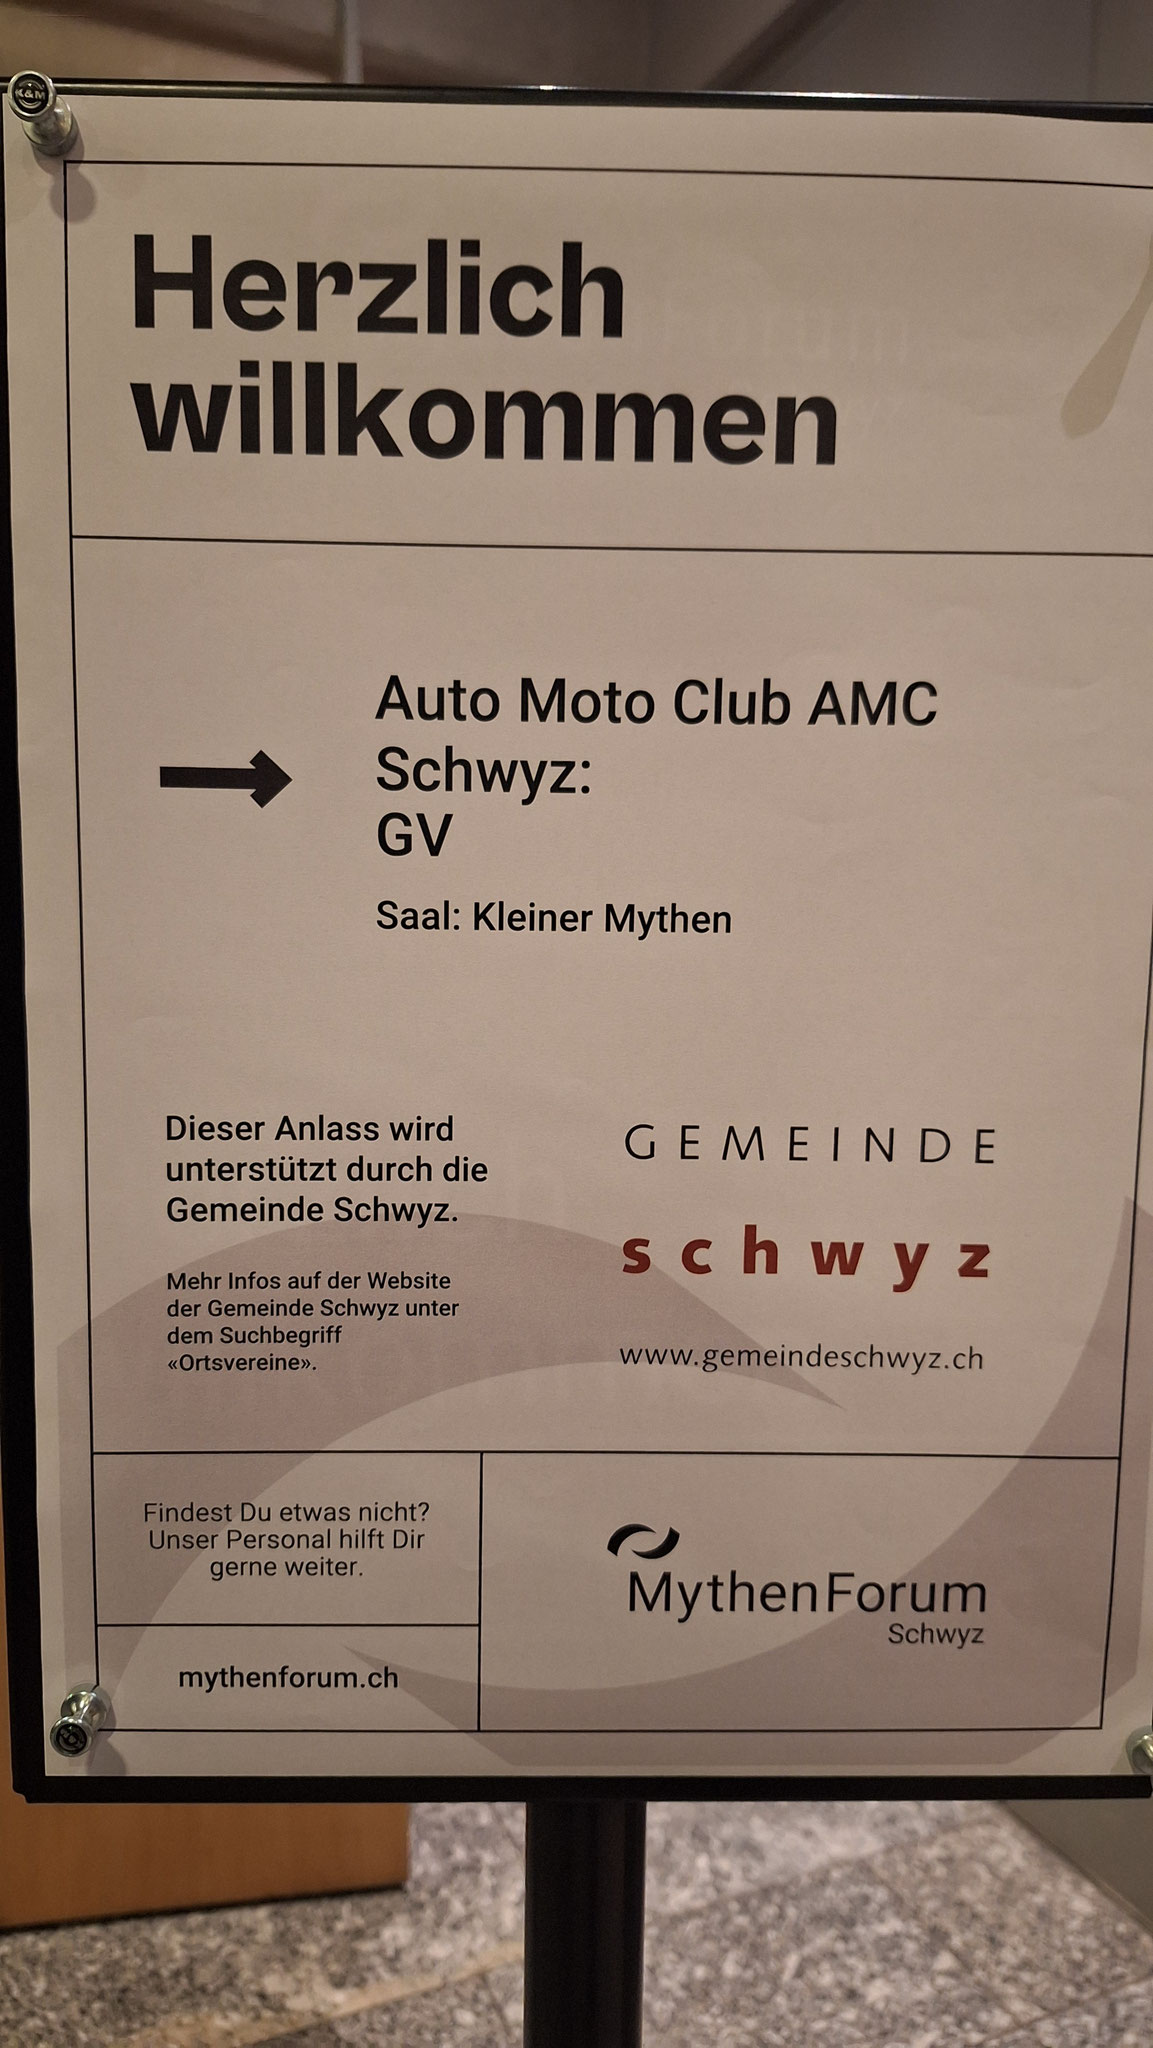 Herzlich
willkommen
Auto Moto Club AMC
Schwyz:
GV
Saal: Kleiner Mythen
Dieser Anlass wird
unterstützt durch die
Gemeinde Schwyz.
Mehr Infos auf der Website
der Gemeinde Schwyz unter
dem Suchbegriff
«Ortsvereine».
GEMEINDE
schwyz
www.gemeindeschwyz.ch
Findest Du etwas nicht?
Unser Personal hilft Dir
gerne weiter.
mythenforum.ch
MythenForum
Schwyz
K&M